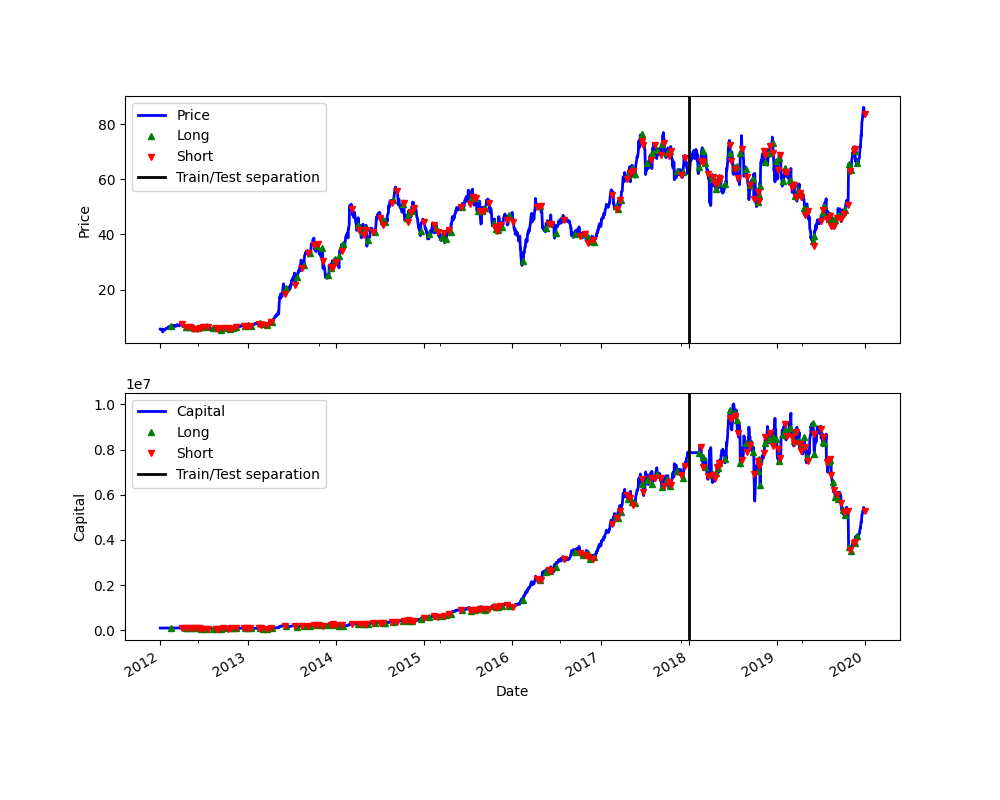 Price
Long
Short
Train/Test separation
80
60
40
20
Price
1e7
Capital
Long
Short
Train/Test separation
1.0
0.8
0.6
0.4
0.2
0.0
Capital
2012
2013
2014
2015
2016
2017
2018
2019
2020
Date